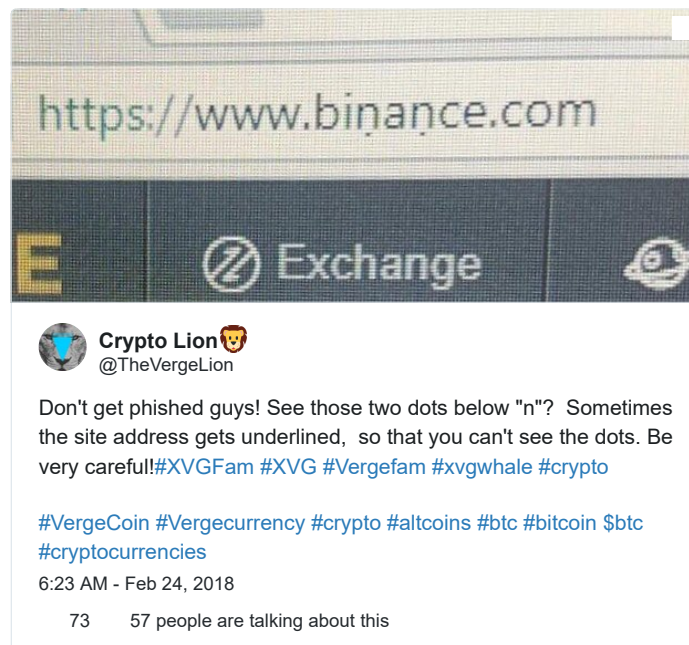 https://www.biṇaṇce.com
E Exchange
Crypto Lion🦁
@TheVergeLion
Don't get phished guys! See those two dots below "n"?  Sometimes
the site address gets underlined,  so that you can't see the dots. Be
very careful!#XVGFam #XVG #Vergefam #xvgwhale #crypto
#VergeCoin #Vergecurrency #crypto #altcoins #btc #bitcoin $btc
#cryptocurrencies
6:23 AM - Feb 24, 2018
73 57 people are talking about this